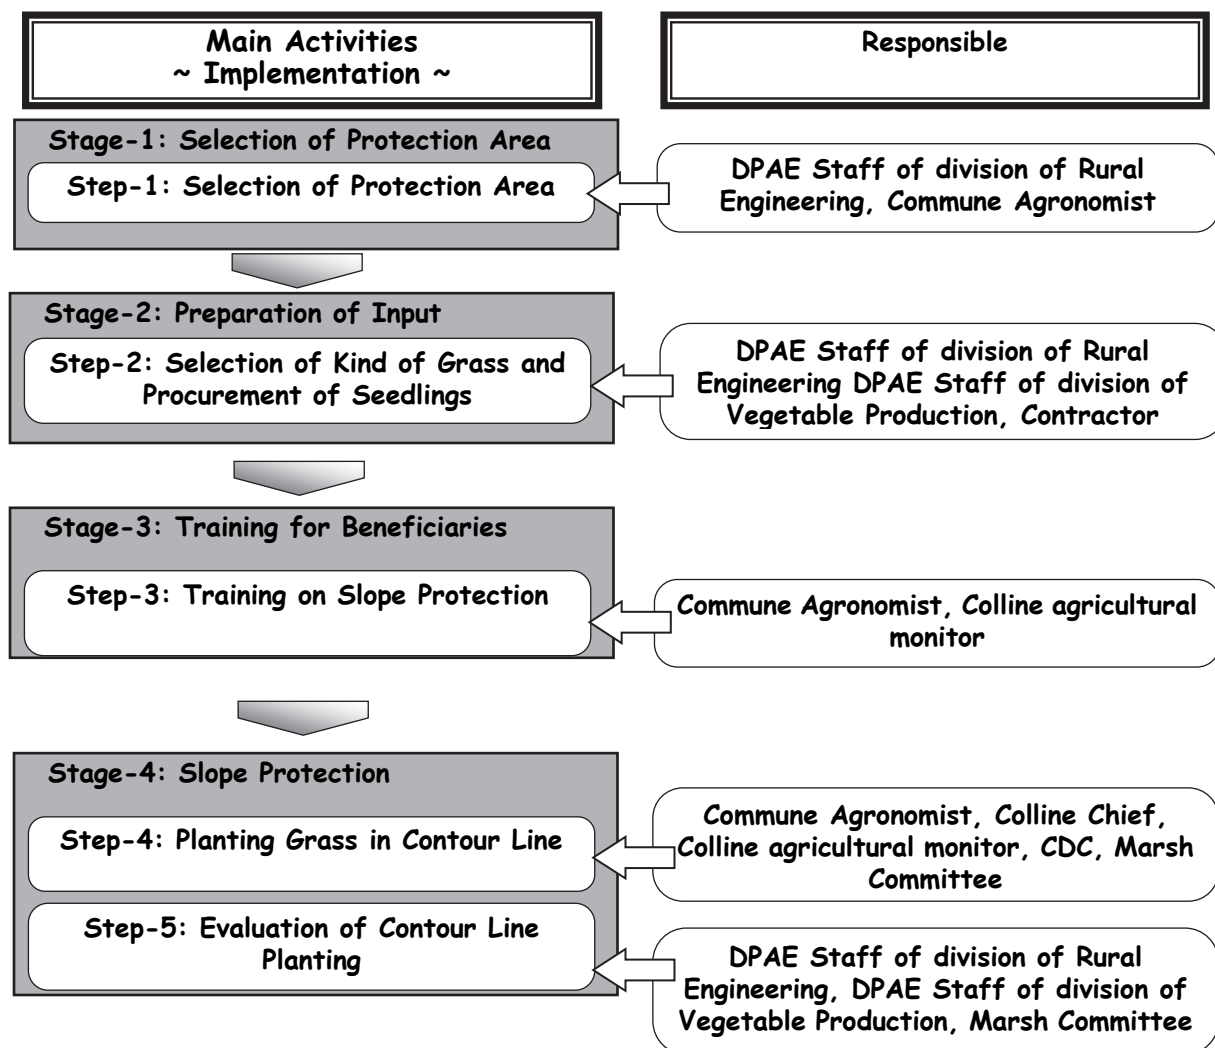 Main Activities
~ Implementation ~
Responsible
Stage-1: Selection of Protection Area
Step-1: Selection of Protection Area
DPAE Staff of division of Rural
Engineering, Commune Agronomist
Stage-2: Preparation of Input
Step-2: Selection of Kind of Grass and
Procurement of Seedlings
DPAE Staff of division of Rural
Engineering DPAE Staff of division of
Vegetable Production, Contractor
Stage-3: Training for Beneficiaries
Step-3: Training on Slope Protection
Commune Agronomist, Colline agricultural
monitor
Stage-4: Slope Protection
Step-4: Planting Grass in Contour Line
Commune Agronomist, Colline Chief,
Colline agricultural monitor, CDC, Marsh
Committee
Step-5: Evaluation of Contour Line
Planting
DPAE Staff of division of Rural
Engineering, DPAE Staff of division of
Vegetable Production, Marsh Committee